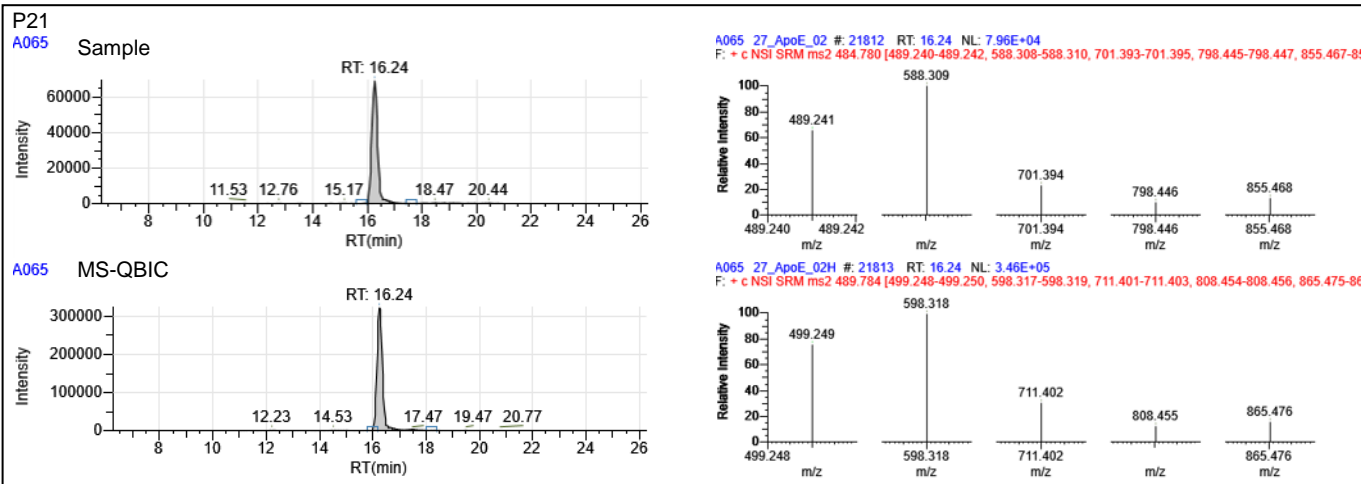 P21
A065 Sample
RT: 16.24
Intensity
60000
40000
20000
0
11.53 12.76 15.17 18.47 20.44
8 10 12 14 16 18 20 22 24 26
RT(min)
A065 27_ApoE_02 #: 21812 RT: 16.24 NL: 7.96E+04
F: + c NSI SRM ms2 484.780 [489.240-489.242, 588.308-588.310, 701.393-701.395, 798.445-798.447, 855.467-85
Relative Intensity
100
80
60
40
20
0
489.241
588.309
701.394
798.446
855.468
489.240 489.242 701.394 798.446 855.468
m/z m/z m/z m/z m/z
A065 MS-QBIC
RT: 16.24
Intensity
300000
200000
100000
0
12.23 14.53 17.47 19.47 20.77
8 10 12 14 16 18 20 22 24 26
RT(min)
A065 27_ApoE_02H #: 21813 RT: 16.24 NL: 3.46E+05
F: + c NSI SRM ms2 489.784 [499.248-499.250, 598.317-598.319, 711.401-711.403, 808.454-808.456, 865.475-86
Relative Intensity
100
80
60
40
20
0
499.249
598.318
711.402
808.455
865.476
499.248 598.318 711.402 865.476
m/z m/z m/z m/z m/z